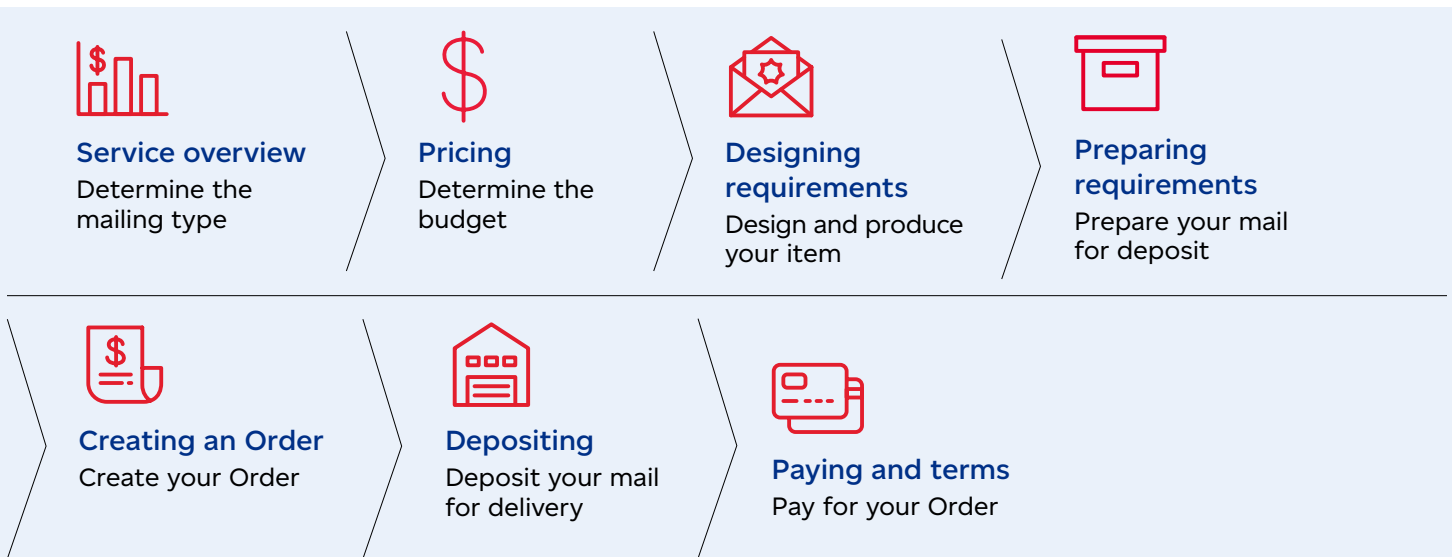 Service overview
Determine the
mailing type
Pricing
Determine the
budget
Designing
requirements
Design and produce
your item
Preparing
requirements
Prepare your mail
for deposit
Creating an Order
Create your Order
Depositing
Deposit your mail
for delivery
Paying and terms
Pay for your Order